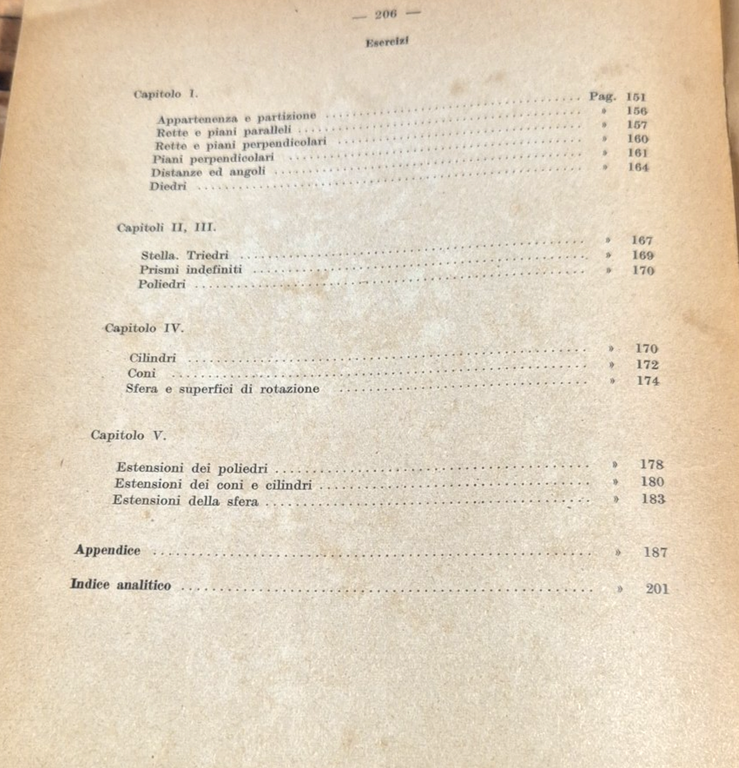 — 206 —
Esercizi
Capitolo I.
Appartenenza e partizione . . . . . . . . . . Pag. 151
Rette e piani paralleli . . . . . . . . . . » 156
Rette e piani perpendicolari . . . . . . . . . . » 157
Piani perpendicolari . . . . . . . . . . » 160
Distanze ed angoli . . . . . . . . . . » 161
Diedri . . . . . . . . . . » 164
Capitoli II, III.
Stella. Triedri . . . . . . . . . . » 167
Prismi indefiniti . . . . . . . . . . » 169
Poliedri . . . . . . . . . . » 170
Capitolo IV.
Cilindri . . . . . . . . . . » 170
Coni . . . . . . . . . . » 172
Sfera e superfici di rotazione . . . . . . . . . . » 174
Capitolo V.
Estensioni dei poliedri . . . . . . . . . . » 178
Estensioni dei coni e cilindri . . . . . . . . . . » 180
Estensioni della sfera . . . . . . . . . . » 183
Appendice . . . . . . . . . . » 187
Indice analitico . . . . . . . . . . » 201